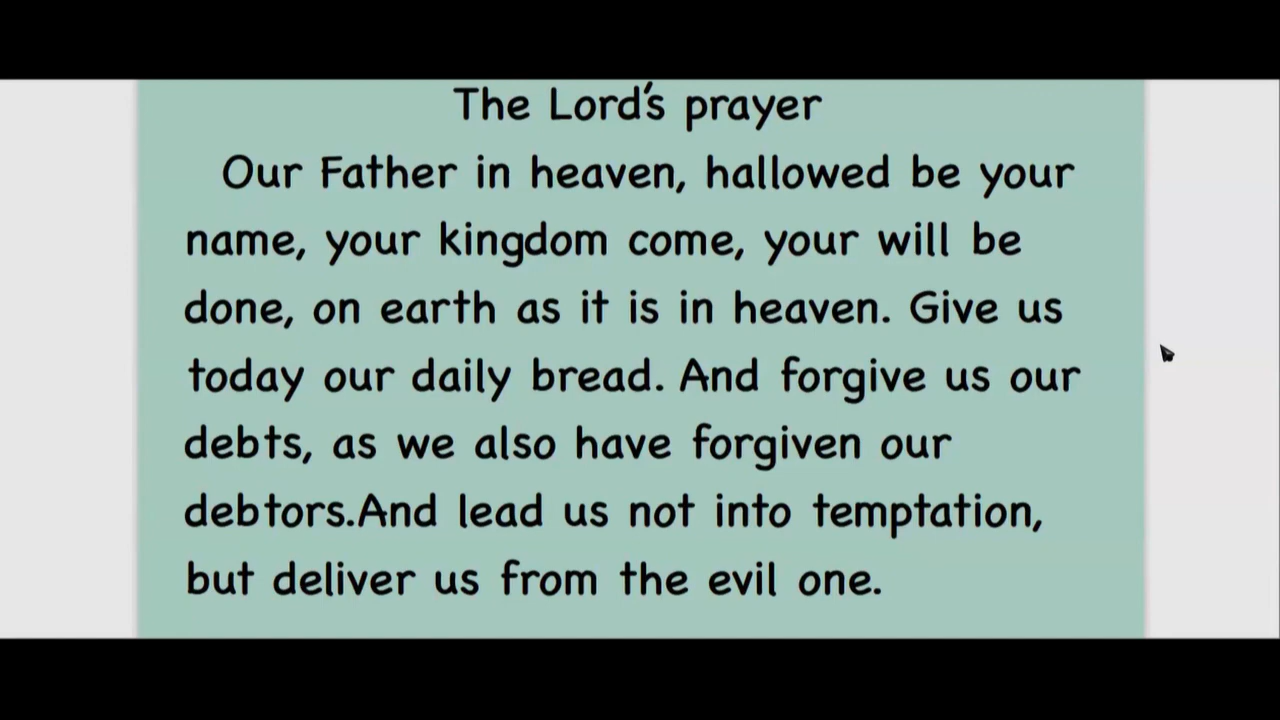 The Lord's prayer
Our Father in heaven, hallowed be your
name, your kingdom come, your will be
done, on earth as it is in heaven. Give us
today our daily bread. And forgive us our
debts, as we also have forgiven our
debtors.And lead us not into temptation,
but deliver us from the evil one.